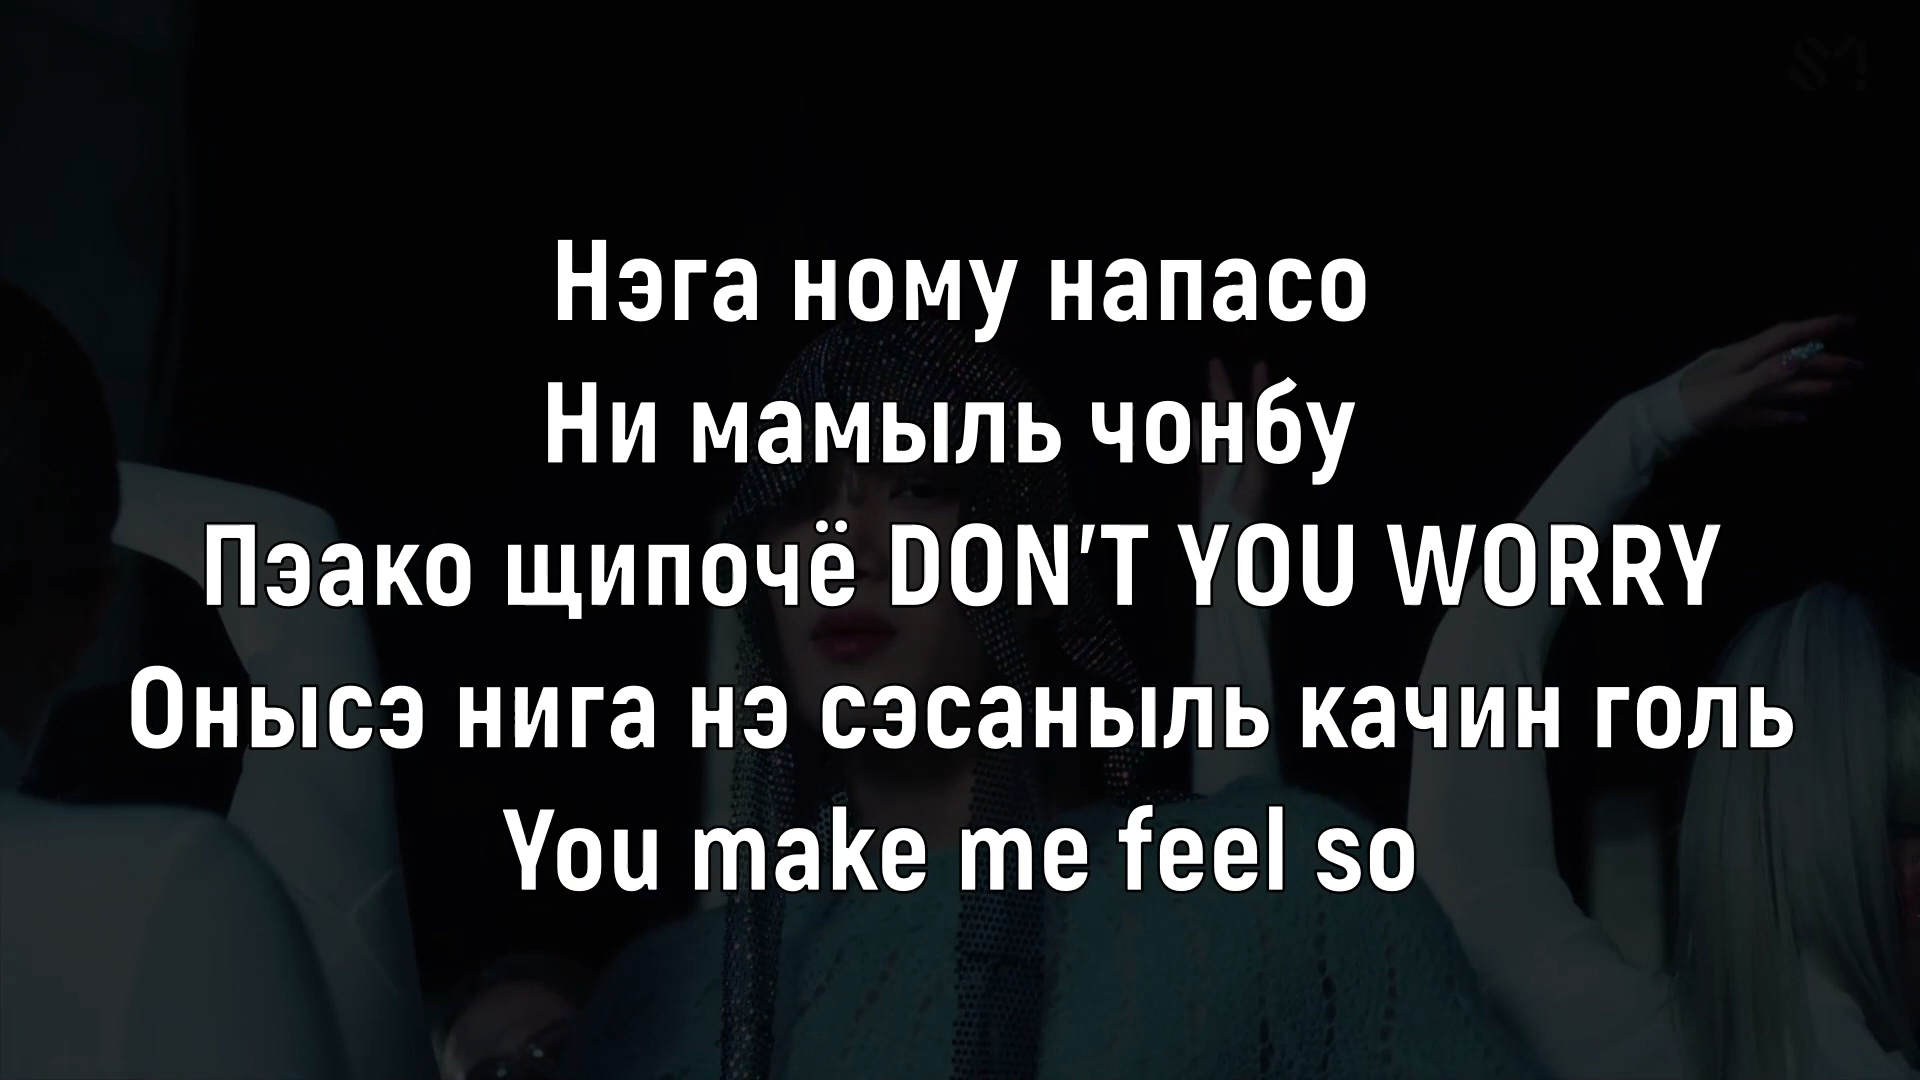 Нэга ному напасо
Ни мамыль чонбу
Пэако щипочё DON'T YOU WORRY
Онысэ нига нэ сэсаныль качин голь
You make me feel so
SM